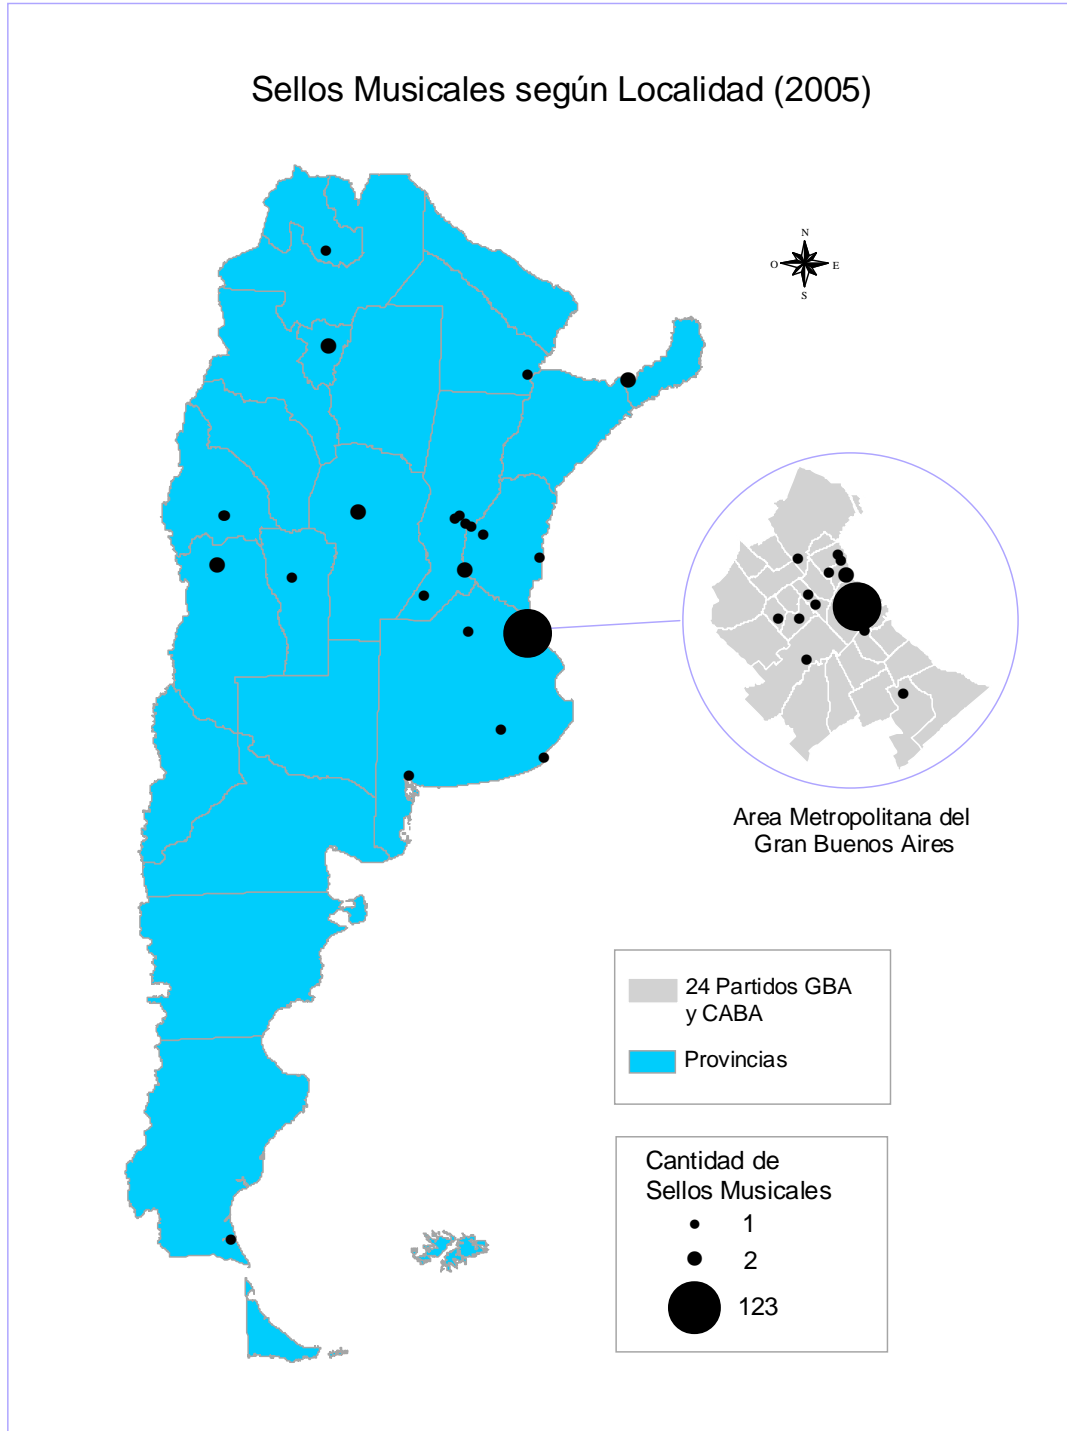 Sellos Musicales según Localidad (2005)
N
O
E
S
Area Metropolitana del
Gran Buenos Aires
24 Partidos GBA
y CABA
Provincias
Cantidad de
Sellos Musicales
1
2
123